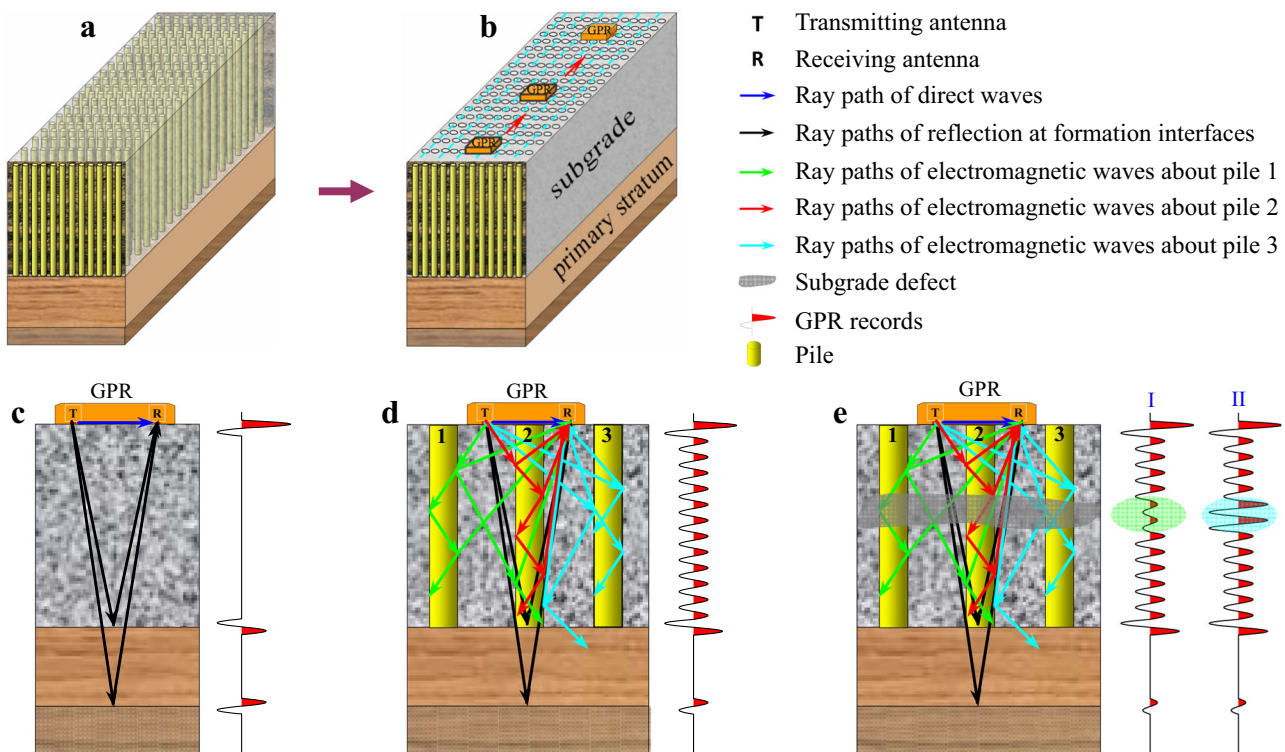 a
b
GPR
GPR
GPR
subgrade
primary stratum
T Transmitting antenna
R Receiving antenna
Ray path of direct waves
Ray paths of reflection at formation interfaces
Ray paths of electromagnetic waves about pile 1
Ray paths of electromagnetic waves about pile 2
Ray paths of electromagnetic waves about pile 3
Subgrade defect
GPR records
Pile
c
GPR
T R
d
GPR
T R
1 2 3
e
GPR
T R
1 2 3
I II